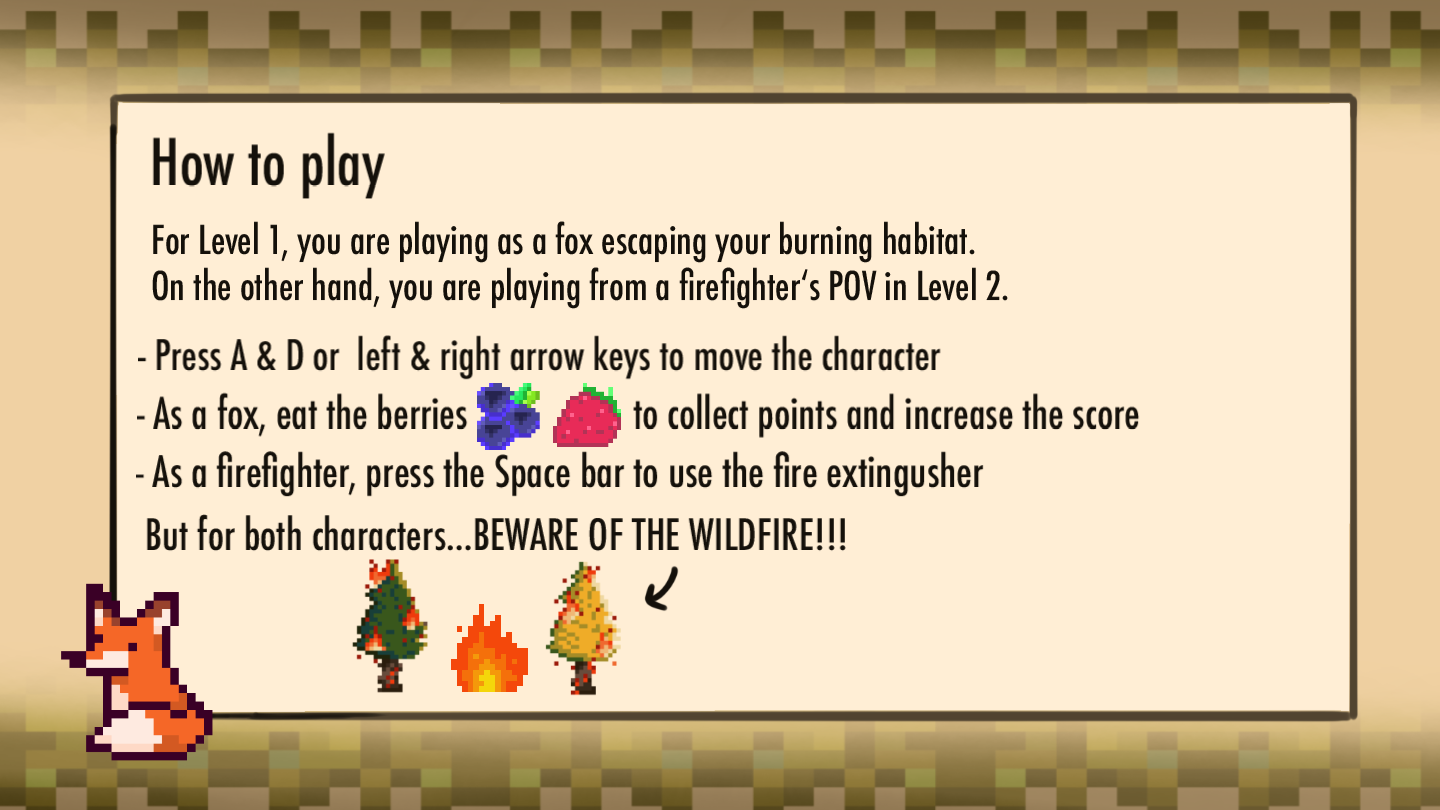 How to play
For Level 1, you are playing as a fox escaping your burning habitat.
On the other hand, you are playing from a firefighter‘s POV in Level 2.
- Press A & D or left & right arrow keys to move the character
- As a fox, eat the berries to collect points and increase the score
- As a firefighter, press the Space bar to use the fire extingusher
But for both characters...BEWARE OF THE WILDFIRE!!!